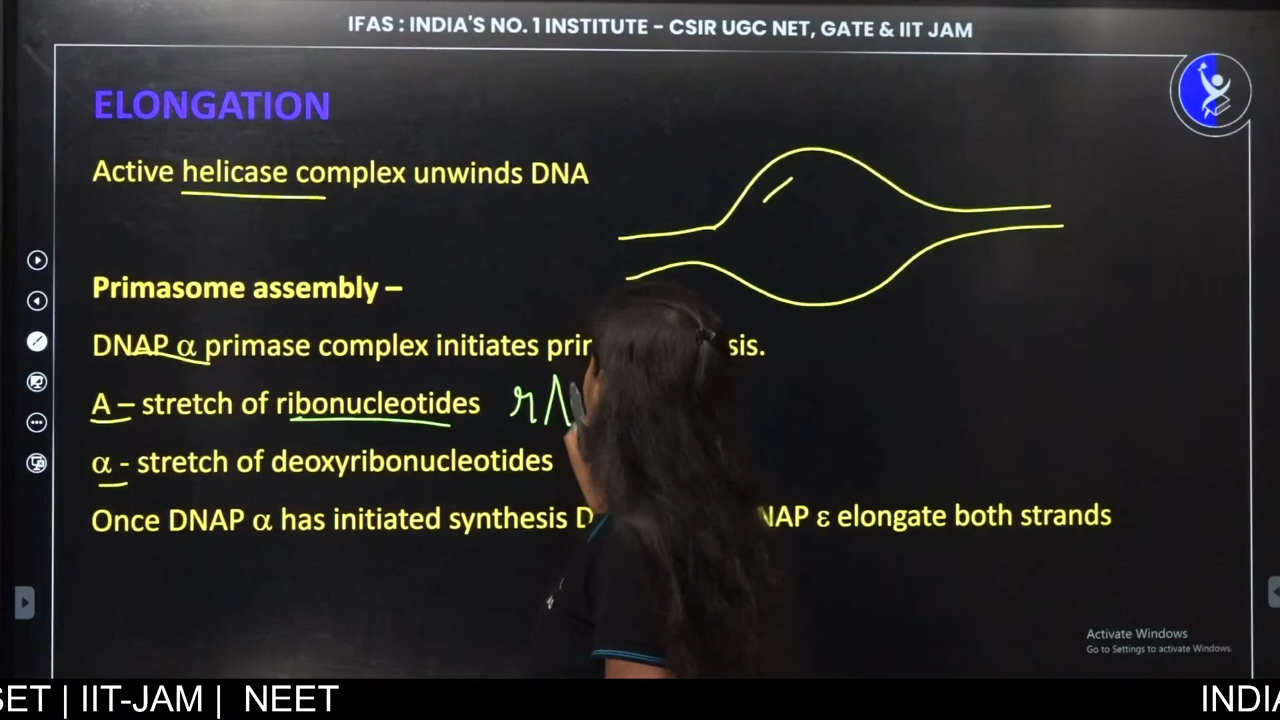 IFAS : INDIA'S NO. 1 INSTITUTE – CSIR UGC NET, GATE & IIT JAM
ELONGATION
Active helicase complex unwinds DNA
Primasome assembly –
DNAP α primase complex initiates prim sis.
A – stretch of ribonucleotides
α - stretch of deoxyribonucleotides
Once DNAP α has initiated synthesis D NAP ε elongate both strands
Activate Windows
Go to Settings to activate Windows.
SET | IIT-JAM | NEET INDIA